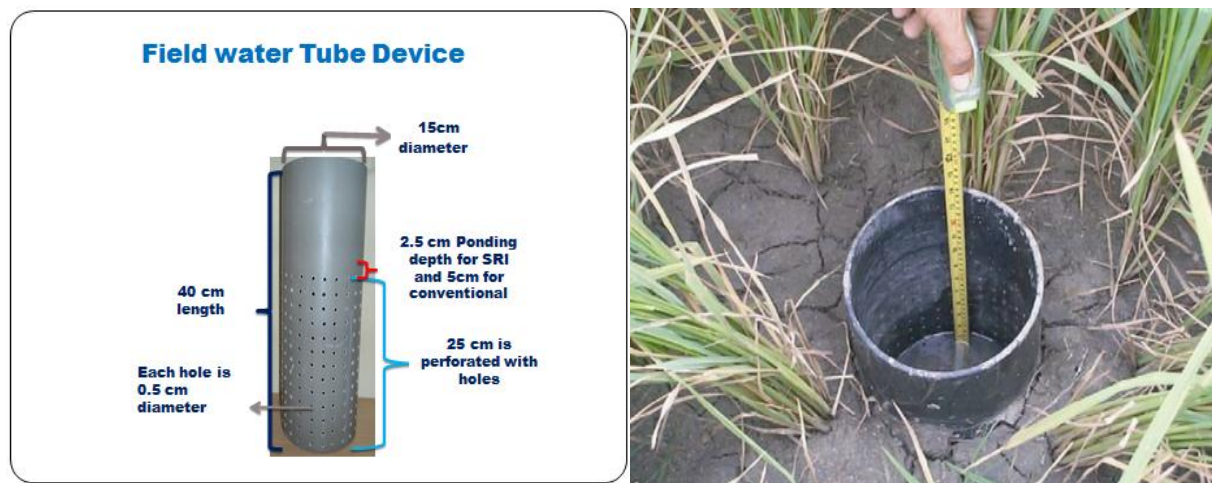 Field water Tube Device
15cm
diameter
2.5 cm Ponding
depth for SRI
and 5cm for
conventional
40 cm
length
25 cm is
perforated with
holes
Each hole is
0.5 cm
diameter